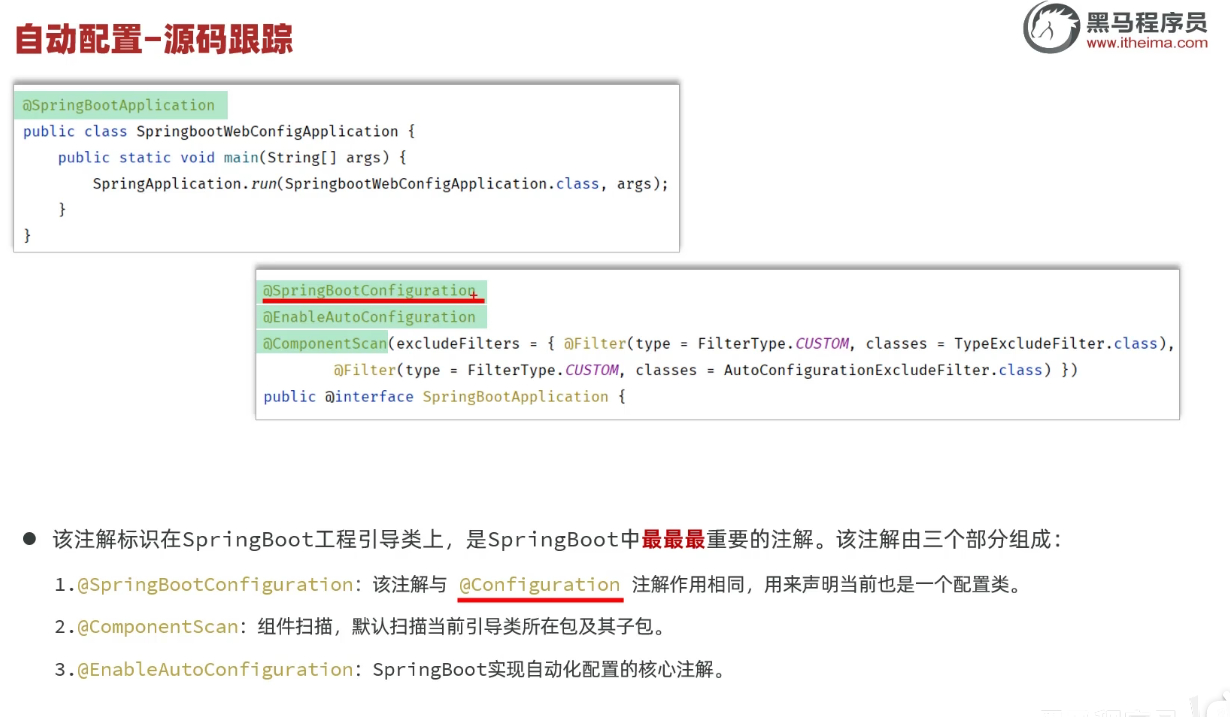 自动配置-源码跟踪
黑马程序员
www.itheima.com
@SpringBootApplication
public class SpringbootWebConfigApplication {
public static void main(String[] args) {
SpringApplication.run(SpringbootWebConfigApplication.class, args);
}
}
@SpringBootConfiguration
@EnableAutoConfiguration
@ComponentScan(excludeFilters = { @Filter(type = FilterType.CUSTOM, classes = TypeExcludeFilter.class),
@Filter(type = FilterType.CUSTOM, classes = AutoConfigurationExcludeFilter.class) })
public @interface SpringBootApplication {
● 该注解标识在SpringBoot工程引导类上，是SpringBoot中最最最重要的注解。该注解由三个部分组成：
1.@SpringBootConfiguration：该注解与 @Configuration 注解作用相同，用来声明当前也是一个配置类。
2.@ComponentScan：组件扫描，默认扫描当前引导类所在包及其子包。
3.@EnableAutoConfiguration：SpringBoot实现自动化配置的核心注解。